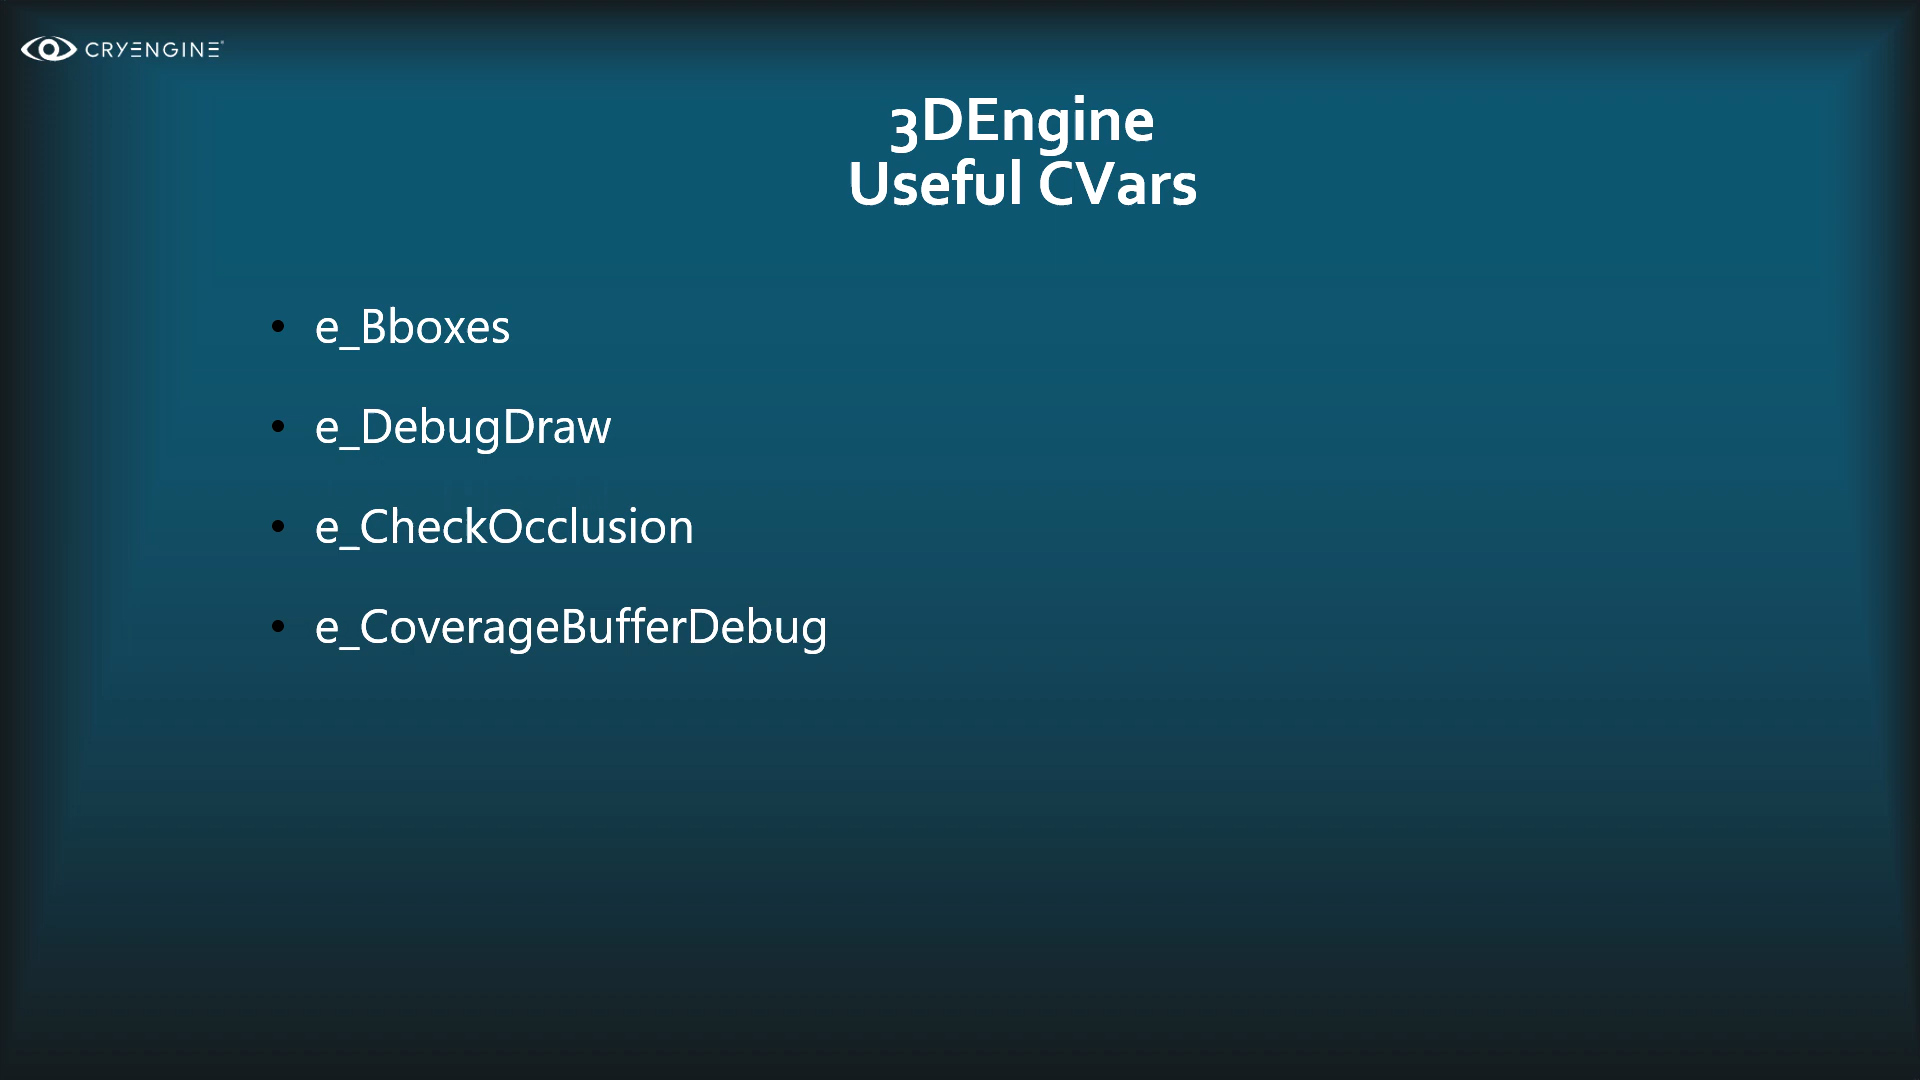 CRYENGINE®
3DEngine
Useful CVars
• e_Bboxes
• e_DebugDraw
• e_CheckOcclusion
• e_CoverageBufferDebug